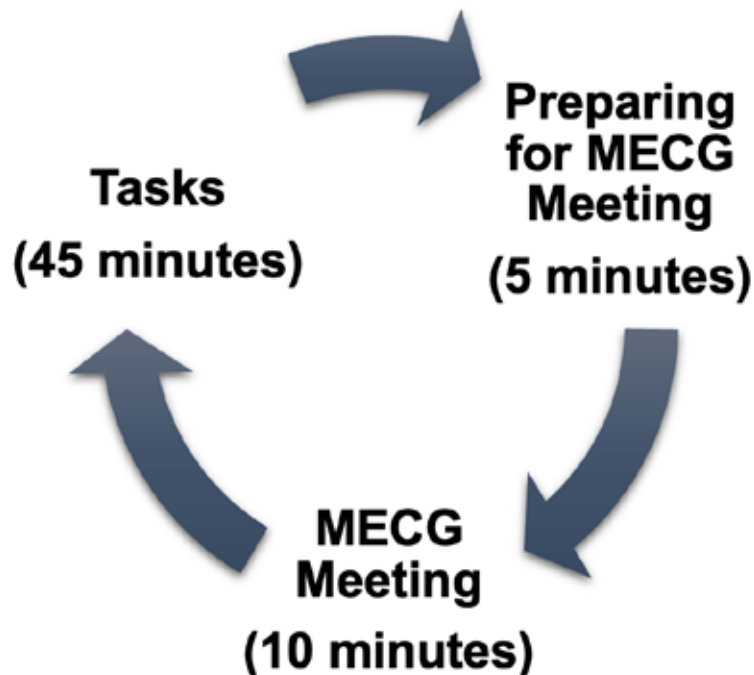 Preparing
for MECG
Meeting
(5 minutes)
Tasks
(45 minutes)
MECG
Meeting
(10 minutes)